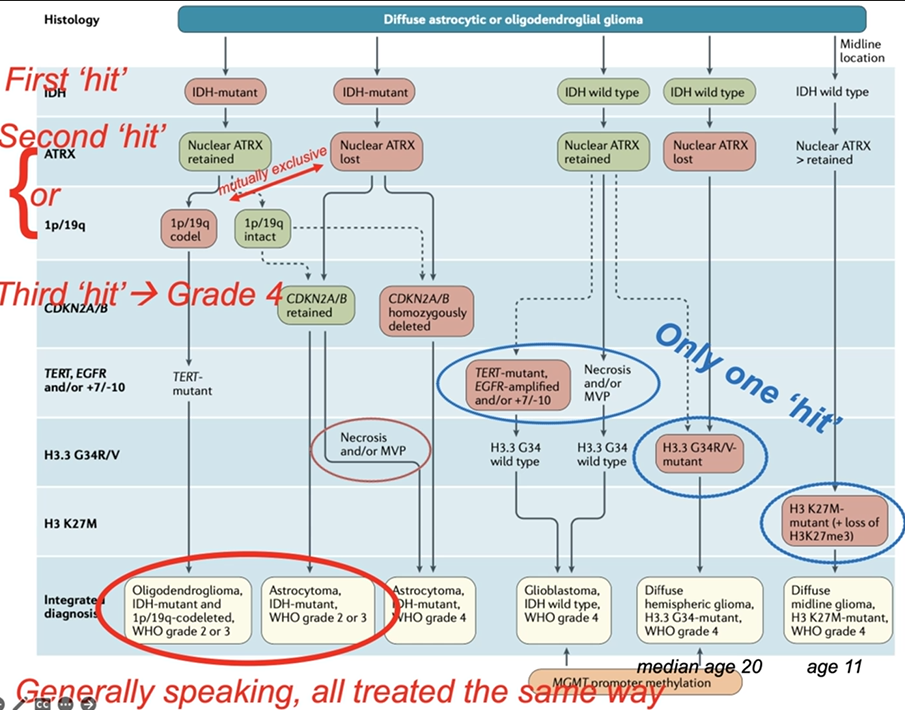 Histology
Diffuse astrocytic or oligodendroglial glioma
Midline
location
First ‘hit’
IDH
IDH-mutant
IDH-mutant
IDH wild type
IDH wild type
IDH wild type
Second ‘hit’
ATRX
Nuclear ATRX
retained
Nuclear ATRX
lost
Nuclear ATRX
retained
Nuclear ATRX
lost
Nuclear ATRX
> retained
mutually exclusive
or
1p/19q
1p/19q
codel
1p/19q
intact
Third ‘hit’→ Grade 4
CDKN2A/B
CDKN2A/B
retained
CDKN2A/B
homozygously
deleted
Only one ‘hit’
TERT, EGFR
and/or +7/-10
TERT-
mutant
TERT-mutant,
EGFR-amplified
and/or +7/-10
Necrosis
and/or
MVP
H3.3 G34R/V
Necrosis
and/or MVP
H3.3 G34
wild type
H3.3 G34
wild type
H3.3 G34R/V-
mutant
H3 K27M
H3 K27M-
mutant (+ loss of
H3K27me3)
Integrated
diagnosis
Oligodendroglioma,
IDH-mutant and
1p/19q-codeleted,
WHO grade 2 or 3
Astrocytoma,
IDH-mutant,
WHO grade 2 or 3
Astrocytoma,
IDH-mutant,
WHO grade 4
Glioblastoma,
IDH wild type,
WHO grade 4
Diffuse
hemispheric glioma,
H3.3 G34-mutant,
WHO grade 4
Diffuse
midline glioma,
H3 K27M-mutant,
WHO grade 4
median age 20
age 11
MGMT promoter methylation
Generally speaking, all treated the same way
CC